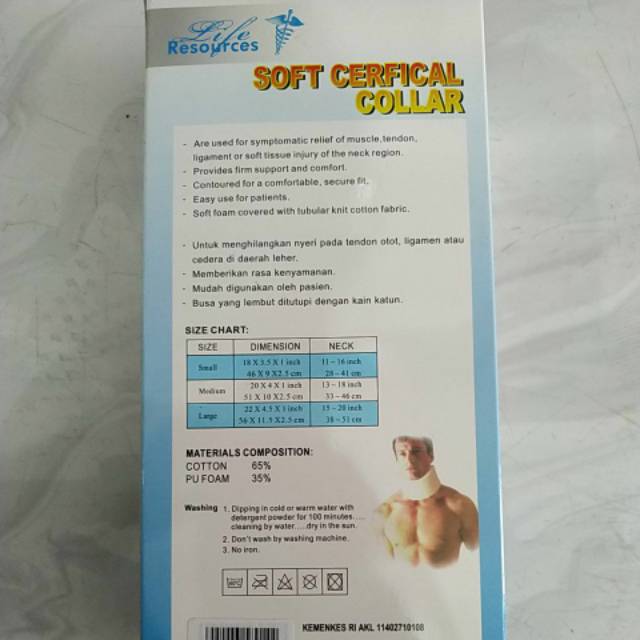 Life
Resources
SOFT CERFICAL
COLLAR
- Are used for symptomatic relief of muscle,tendon,
ligament or soft tissue injury of the neck region.
- Provides firm support and comfort.
- Contoured for a comfortable, secure fit.
- Easy use for patients.
- Soft foam covered with tubular knit cotton fabric.
- Untuk menghilangkan nyeri pada tendon otot, ligamen atau
cedera di daerah leher.
- Memberikan rasa kenyamanan.
- Mudah digunakan oleh pasien.
- Busa yang lembut ditutupi dengan kain katun.
SIZE CHART:
SIZE DIMENSION NECK
Small 18 X 3.5 X 1 inch 11 – 16 inch
46 X 9 X 2.5 cm 28 – 41 cm
Medium 20 X 4 X 1 inch 13 – 18 inch
51 X 10 X 2.5 cm 33 – 46 cm
Large 22 X 4.5 X 1 inch 15 – 20 inch
56 X 11.5 X 2.5 cm 38 – 51 cm
MATERIALS COMPOSITION:
COTTON 65%
PU FOAM 35%
Washing 1. Dipping in cold or warm water with
detergent powder for 100 minutes....
cleaning by water.....dry in the sun.
2. Don't wash by washing machine.
3. No iron.
KEMENKES RI AKL 11402710108